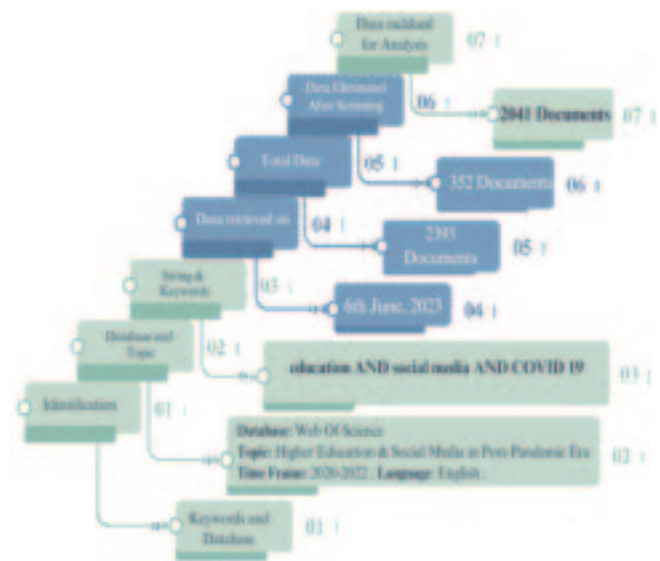 Data
for Analysis
07
Data Eliminated
After Screening
06
2041 Documents
07
Total Data
05
352 Documents
06
Data retrieved on
04
2393
Documents
05
String &
Keywords
03
6th June, 2023
04
Database and
Topic
02
education AND social media AND COVID 19
03
Identification
01
Database: Web Of Science
Topic: Higher Education & Social Media in Post-Pandemic Era
Time Frame: 2020-2022 . Language: English .
02
Keywords and
Database
01